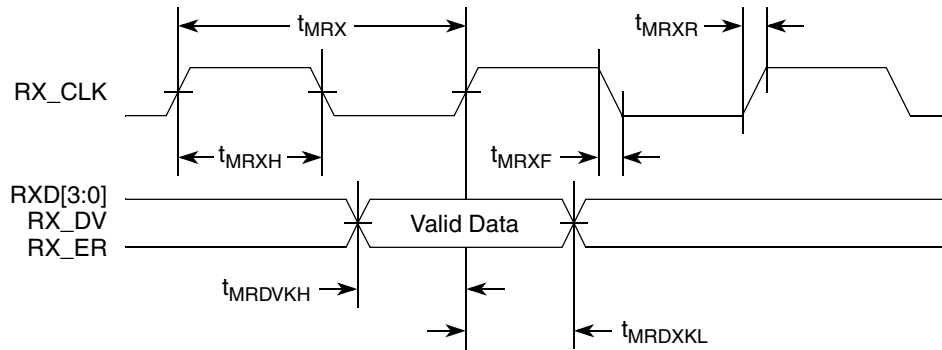 tMRX
tMRXR
RX_CLK
tMRXH
tMRXF
RXD[3:0]
RX_DV
Valid Data
RX_ER
tMRDVKH
tMRDXKL